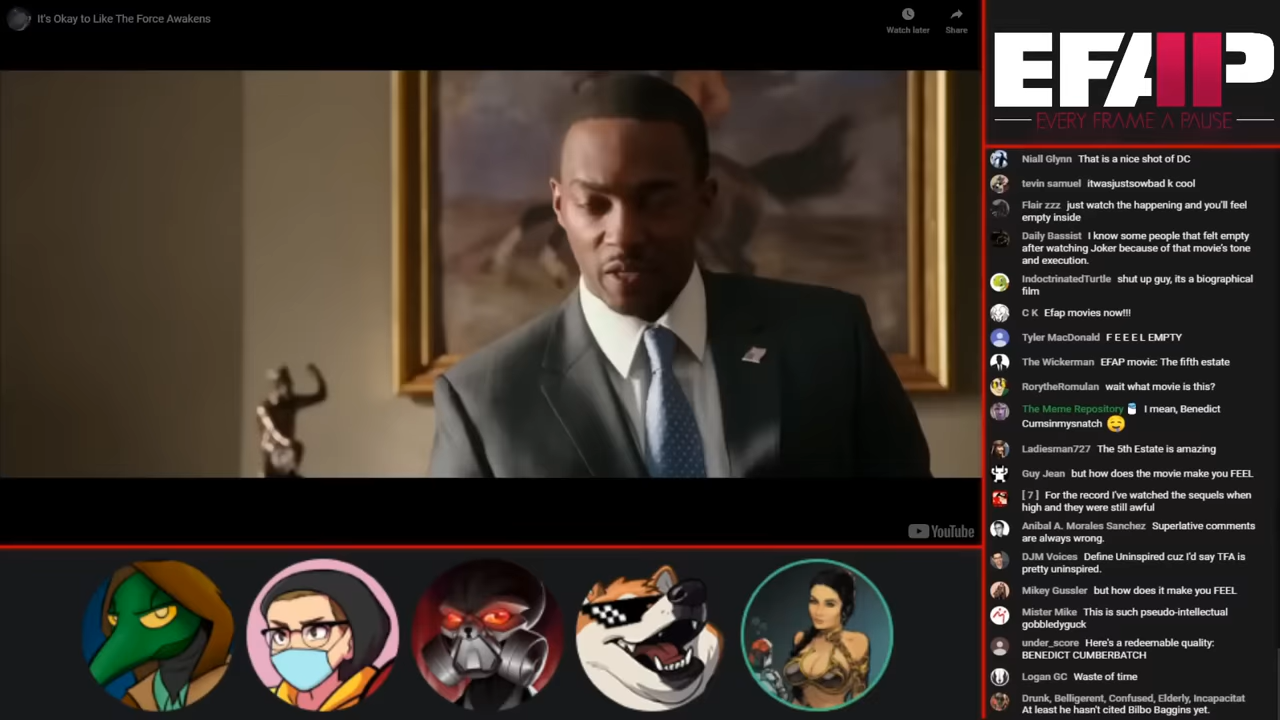 It's Okay to Like The Force Awakens
Watch later
Share
YouTube
EFAP
EVERY FRAME A PAUSE
Niall Glynn That is a nice shot of DC
tevin samuel itwasjustsowbad k cool
Flair zzz just watch the happening and you'll feel
empty inside
Daily Bassist I know some people that felt empty
after watching Joker because of that movie's tone
and execution.
IndoctrinatedTurtle shut up guy, its a biographical
film
C K Efap movies now!!!
Tyler MacDonald F E E E L EMPTY
The Wickerman EFAP movie: The fifth estate
RorytheRomulan wait what movie is this?
The Meme Repository I mean, Benedict
Cumsinmysnatch
Ladiesman727 The 5th Estate is amazing
Guy Jean but how does the movie make you FEEL
[ 7 ] For the record I've watched the sequels when
high and they were still awful
Anibal A. Morales Sanchez Superlative comments
are always wrong.
DJM Voices Define Uninspired cuz I'd say TFA is
pretty uninspired.
Mikey Gussler but how does it make you FEEL
Mister Mike This is such pseudo-intellectual
gobbledyguck
under_score Here's a redeemable quality:
BENEDICT CUMBERBATCH
Logan GC Waste of time
Drunk, Belligerent, Confused, Elderly, Incapacitat
At least he hasn't cited Bilbo Baggins yet.